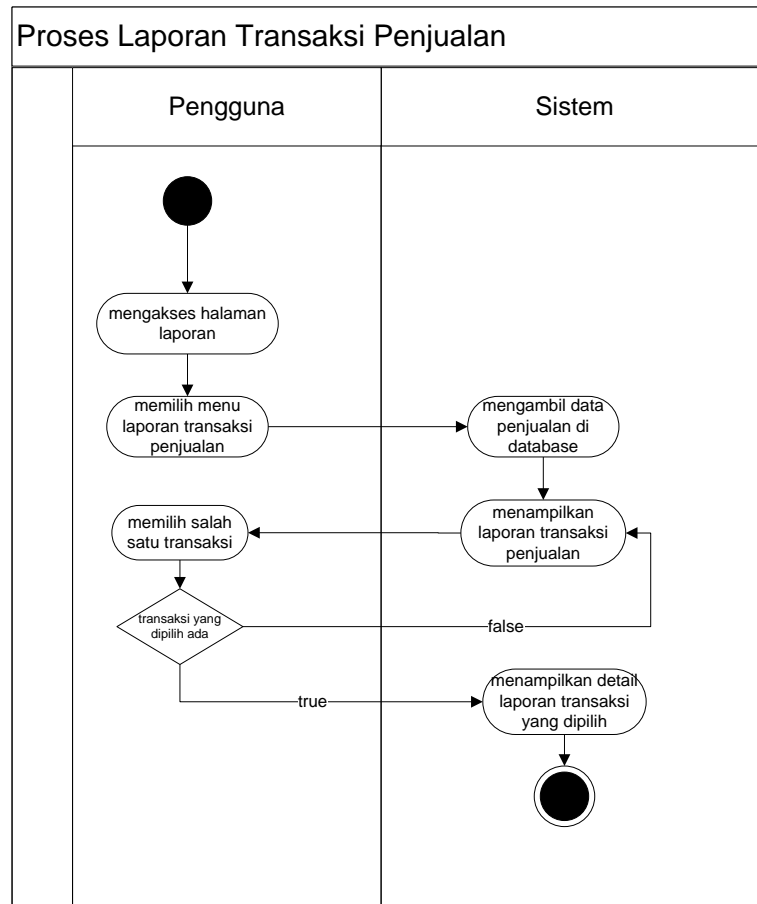 Proses Laporan Transaksi Penjualan
Pengguna
Sistem
mengakses halaman
laporan
memilih menu
laporan transaksi
penjualan
mengambil data
penjualan di
database
menampilkan
laporan transaksi
penjualan
memilih salah
satu transaksi
transaksi yang
dipilih ada
false
true
menampilkan detail
laporan transaksi
yang dipilih